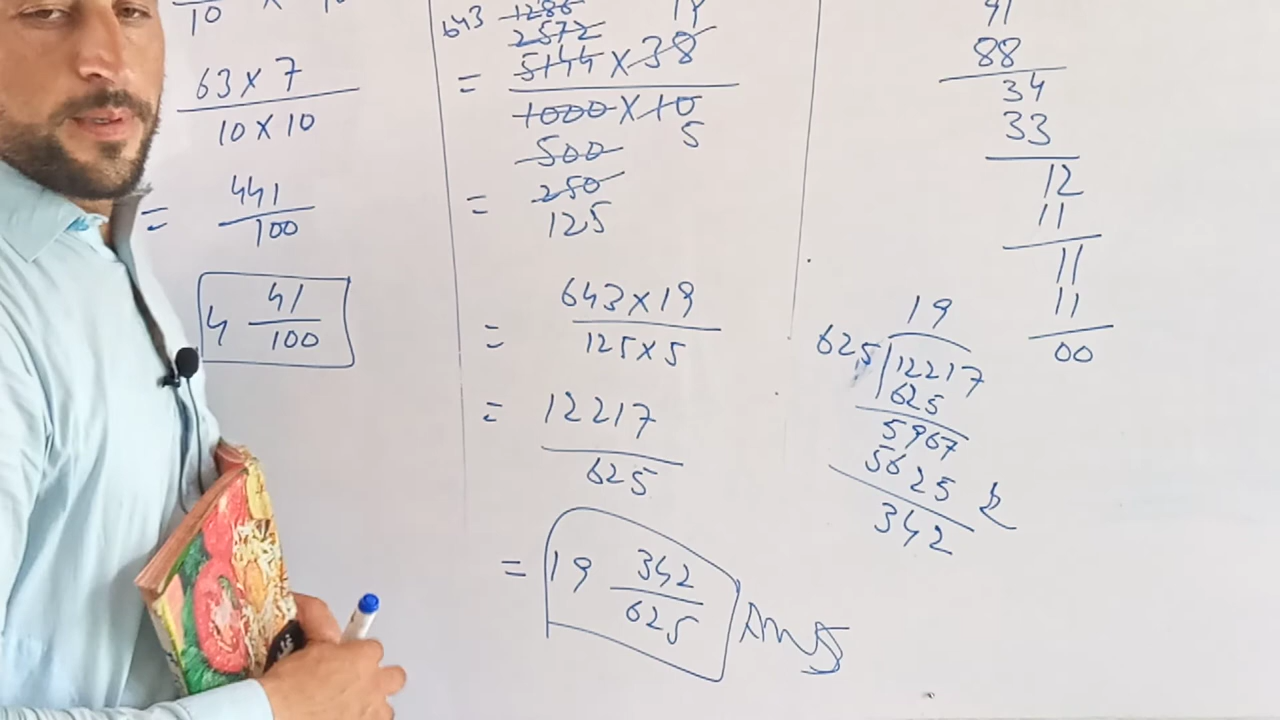 10
63 x 7
10 x 10
= 441
100
4 41
100
643 1286 19
2572
= 5144 x 38
1000 x 10
500 5
= 250
125
= 643 x 19
125 x 5
= 12217
625
= 19 342
625 Ans
88
34
33
12
11
11
11
00
19
625 12217
625
5967
5625
342